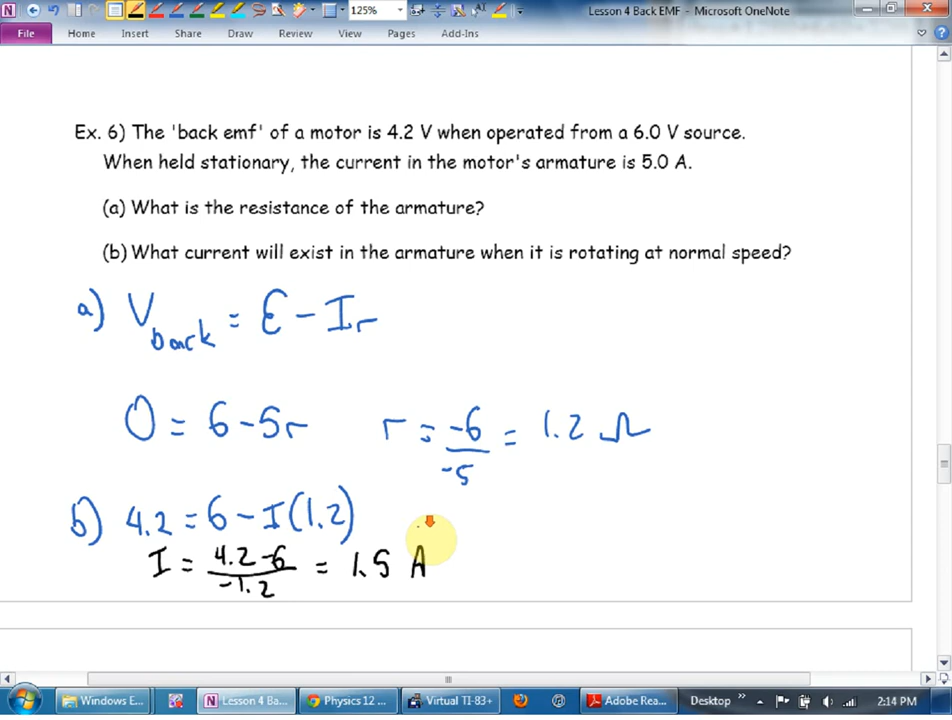 125% Lesson 4 Back EMF - Microsoft OneNote
File Home Insert Share Draw Review View Pages Add-Ins
Ex. 6) The 'back emf' of a motor is 4.2 V when operated from a 6.0 V source.
When held stationary, the current in the motor's armature is 5.0 A.
(a) What is the resistance of the armature?
(b) What current will exist in the armature when it is rotating at normal speed?
a) V back = ε - Ir
0 = 6 - 5r r = -6/-5 = 1.2 Ω
b) 4.2 = 6 - I(1.2)
I = 4.2 - 6/-1.2 = 1.5 A
Windows E... Lesson 4 Ba... Physics 12 ... Virtual TI-83+ Adobe Rea... Desktop » 2:14 PM